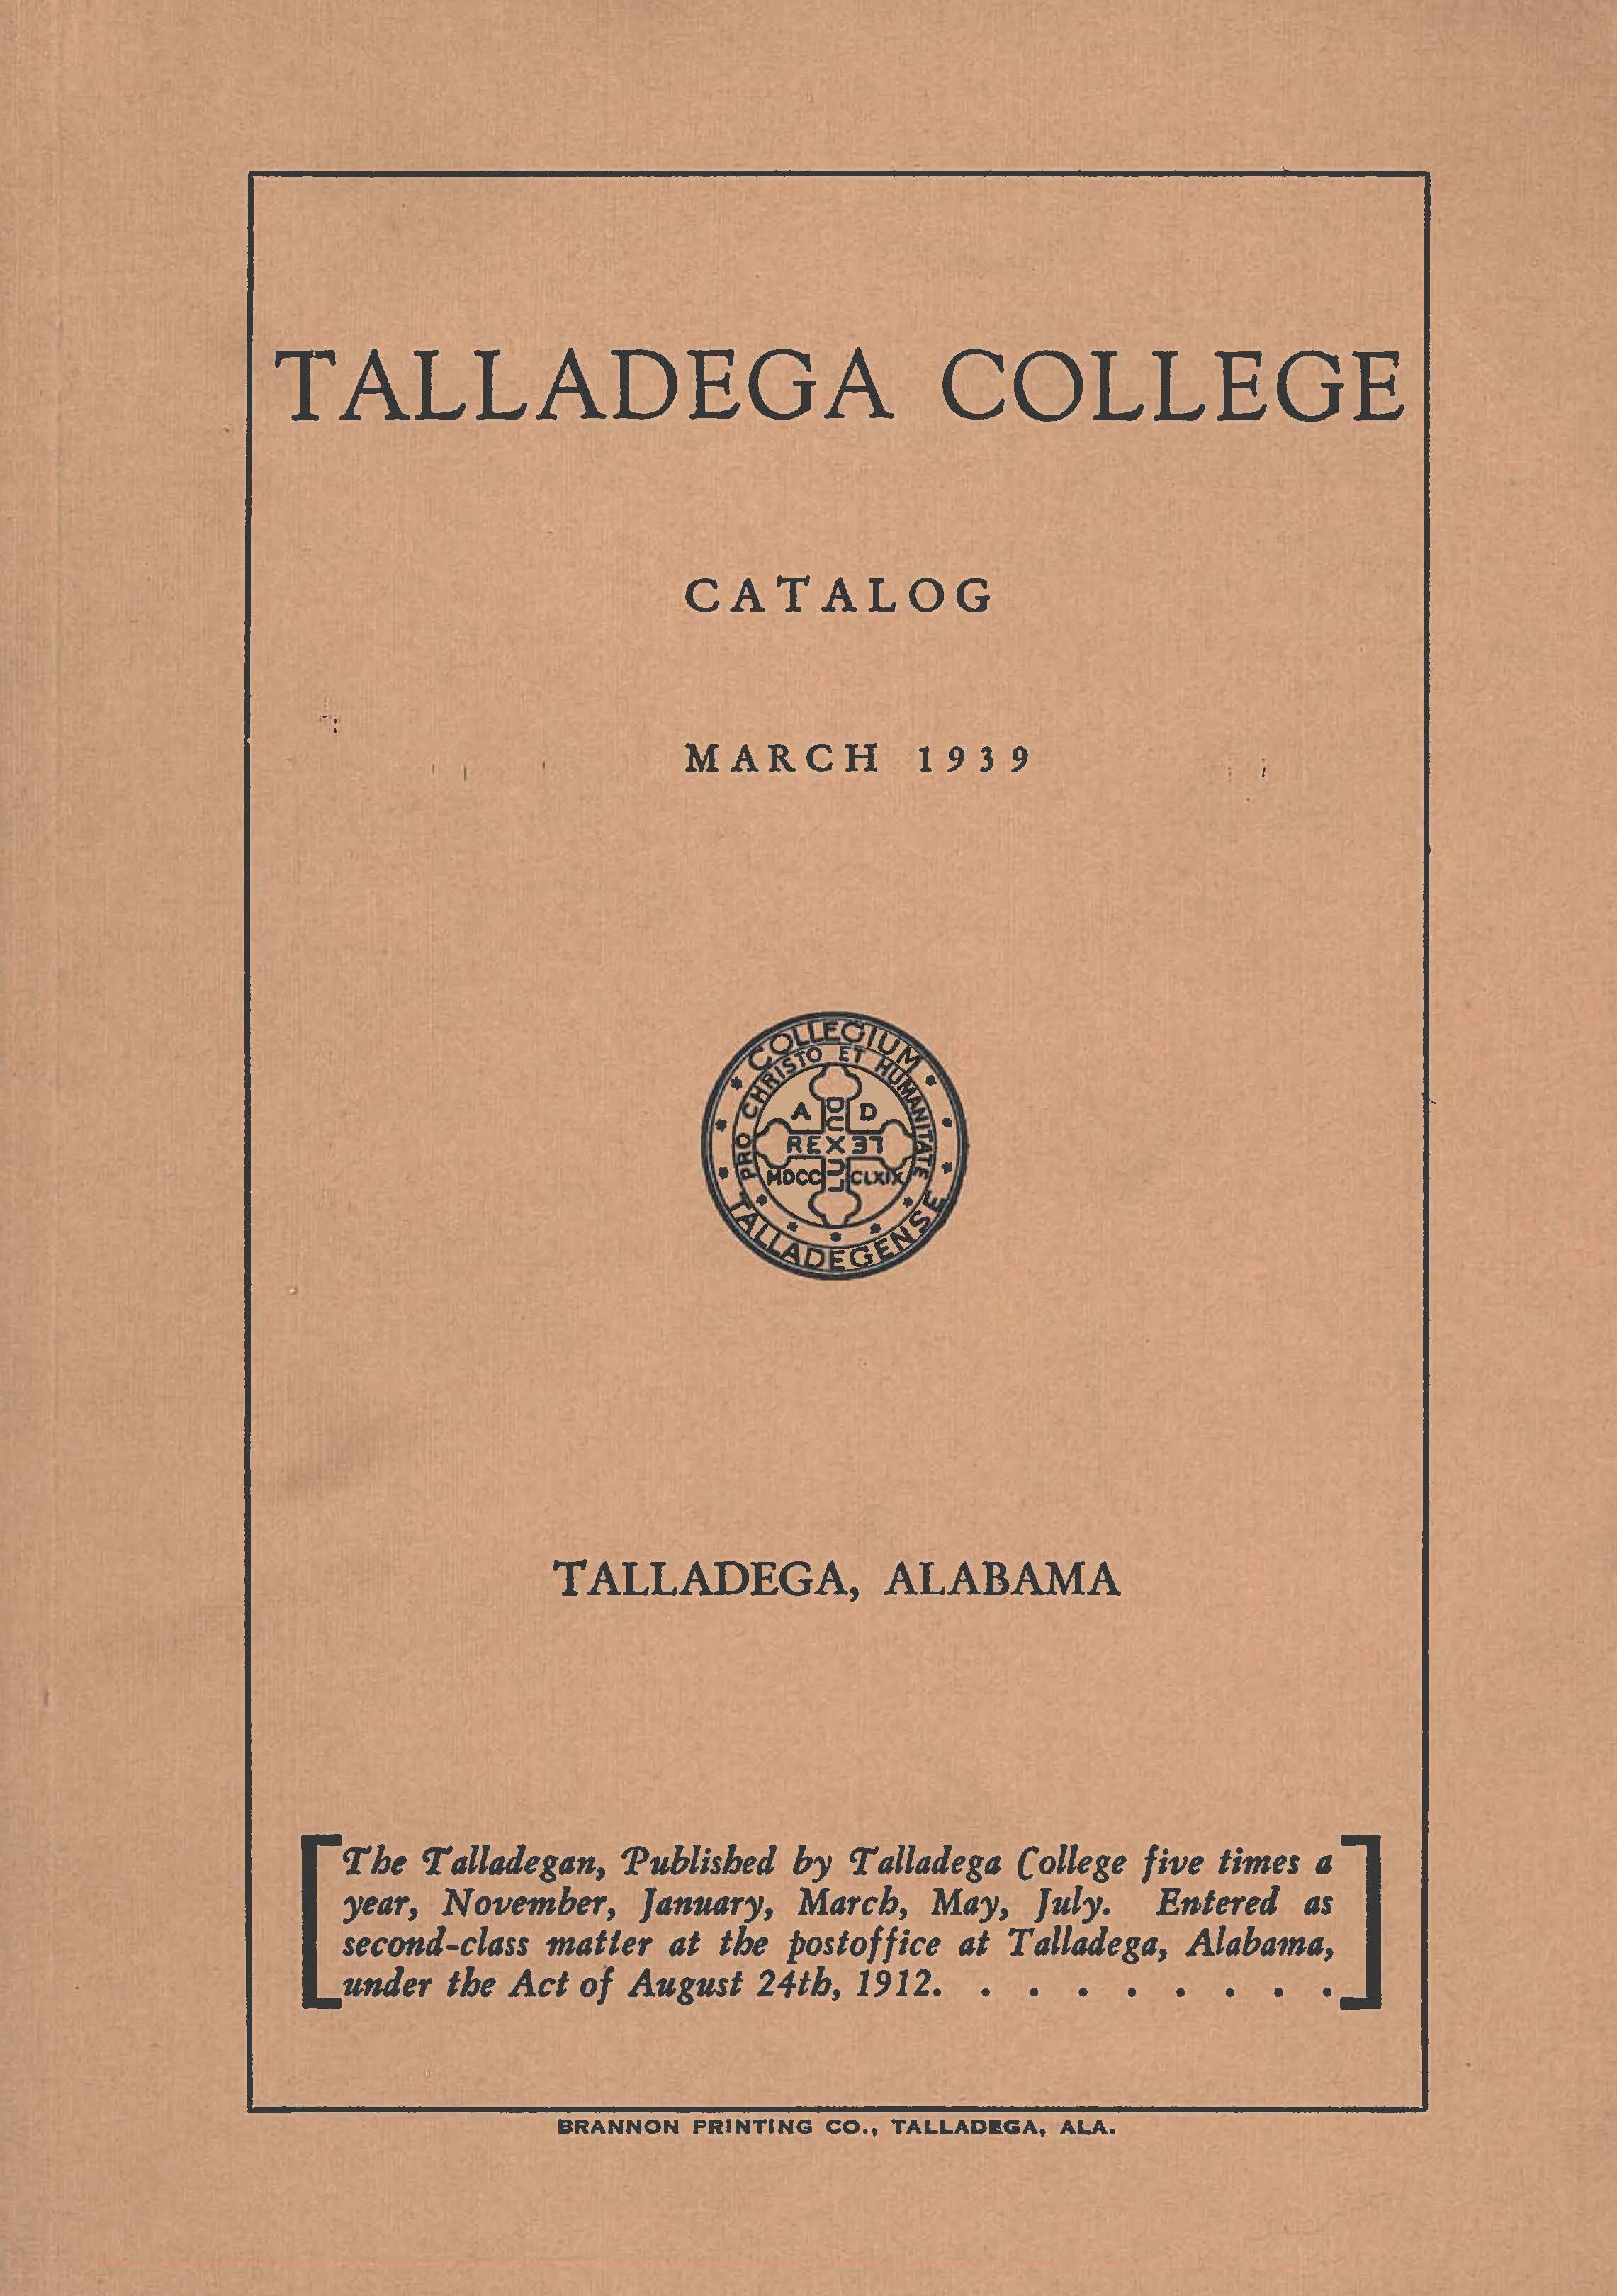 TALLADEGA COLLEGE
CATALOG
MARCH 1939
COLLEGIUM
PRO CHRISTO ET HUMANITATE
A D
REX
MDCC CLXIX
TALLADEGENSE
TALLADEGA, ALABAMA
The Talladegan, Published by Talladega College five times a
year, November, January, March, May, July. Entered as
second-class matter at the postoffice at Talladega, Alabama,
under the Act of August 24th, 1912. . . . . . . . .
BRANNON PRINTING CO., TALLADEGA, ALA.